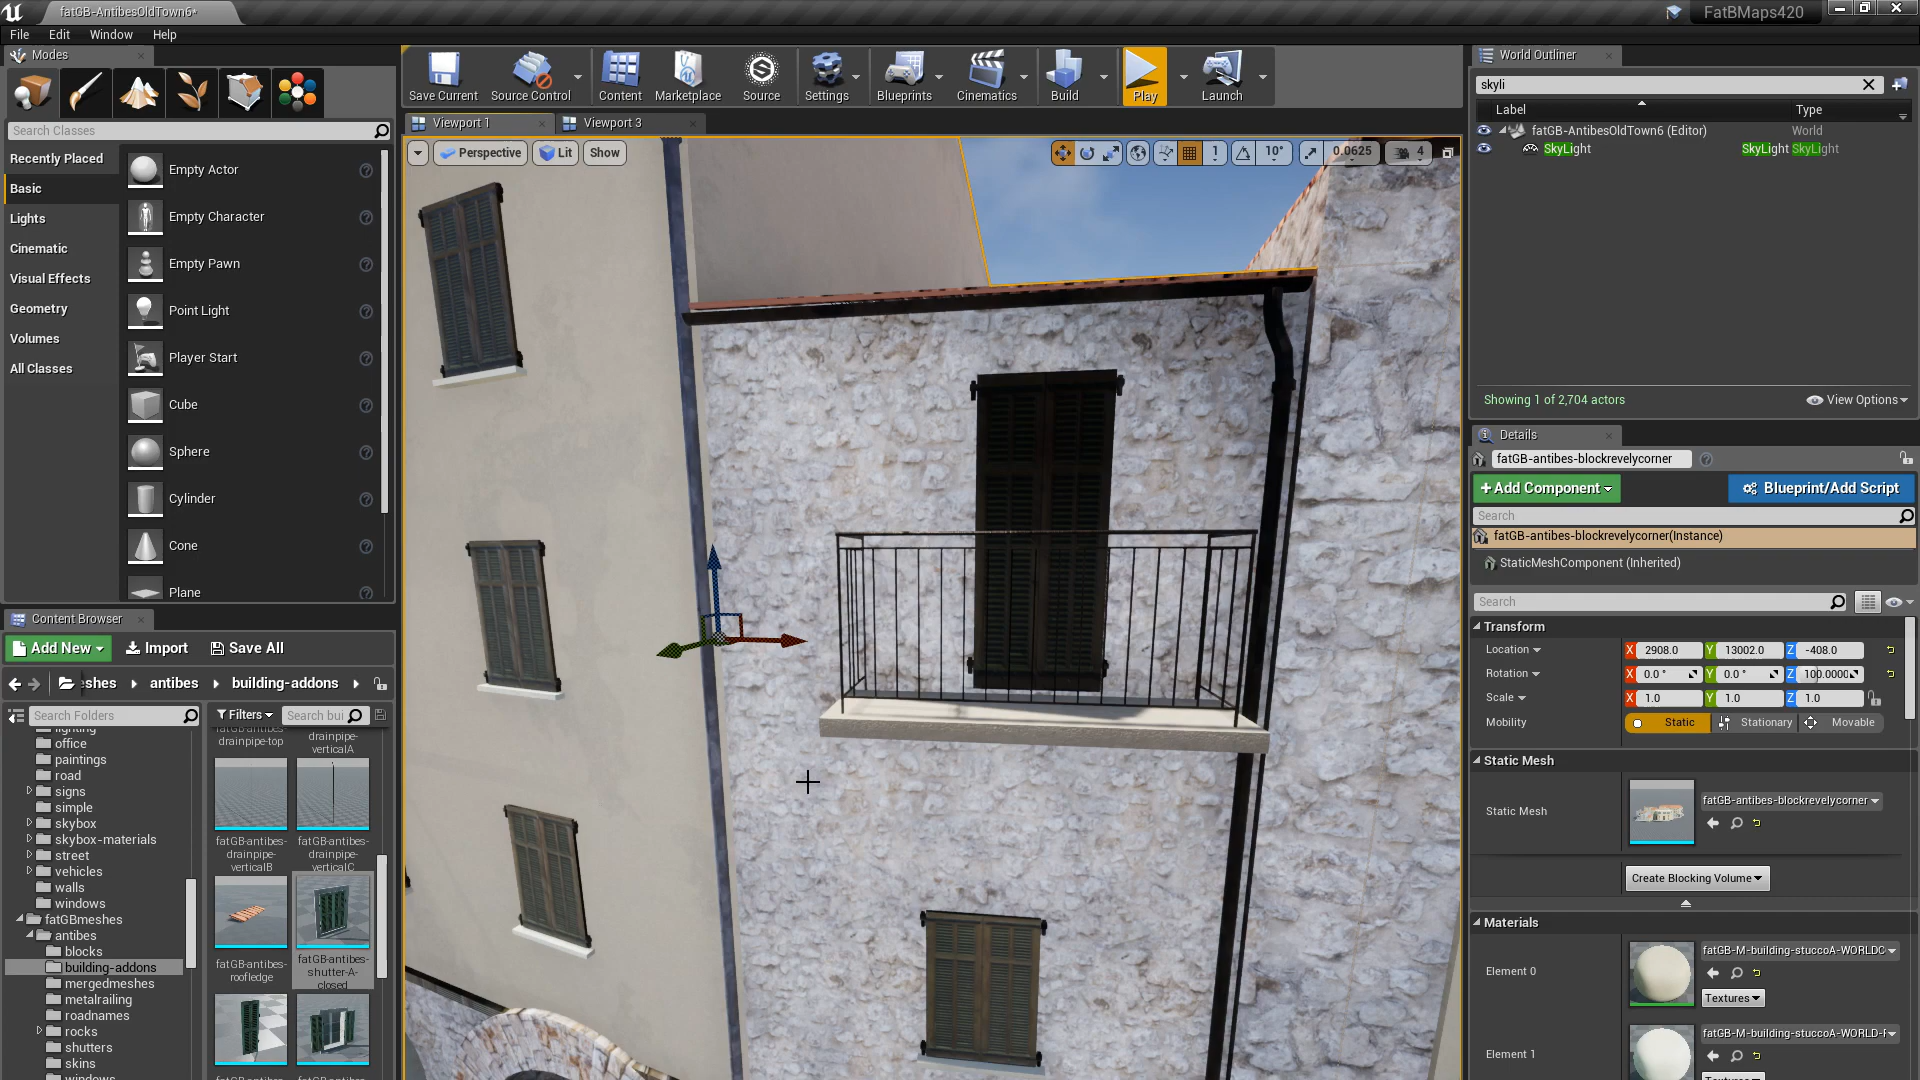 fatGB-AntibesOldTown6*
FatBMaps420
File Edit Window Help
Modes
Search Classes
Recently Placed
Basic
Lights
Cinematic
Visual Effects
Geometry
Volumes
All Classes
Empty Actor
Empty Character
Empty Pawn
Point Light
Player Start
Cube
Sphere
Cylinder
Cone
Plane
Save Current
Source Control
Content
Marketplace
Source
Settings
Blueprints
Cinematics
Build
Play
Launch
Viewport 1
Viewport 3
Perspective
Lit
Show
1
10°
0.0625
4
Content Browser
Add New
Import
Save All
antibes
building-addons
Search Folders
Filters
Search bui
lighting
office
paintings
road
signs
simple
skybox
skybox-materials
street
vehicles
walls
windows
fatGBmeshes
antibes
blocks
building-addons
mergedmeshes
metalrailing
roadnames
rocks
shutters
skins
windows
drainpipe-top
drainpipe-
verticalA
fatGB-antibes-
drainpipe-
verticalB
fatGB-antibes-
drainpipe-
verticalC
fatGB-antibes-
roofledge
fatGB-antibes-
shutter-A-
closed
World Outliner
skyli
Label
Type
fatGB-AntibesOldTown6 (Editor)
World
SkyLight
SkyLight SkyLight
Showing 1 of 2,704 actors
View Options
Details
fatGB-antibes-blockrevelycorner
+Add Component
Blueprint/Add Script
Search
fatGB-antibes-blockrevelycorner(Instance)
StaticMeshComponent (Inherited)
Search
Transform
Location
X 2908.0 Y 13002.0 Z -408.0
Rotation
X 0.0 ° Y 0.0 ° Z 100.0000
Scale
X 1.0 Y 1.0 Z 1.0
Mobility
Static
Stationary
Movable
Static Mesh
Static Mesh
fatGB-antibes-blockrevelycorner
Create Blocking Volume
Materials
Element 0
fatGB-M-building-stuccoA-WORLDC
Textures
Element 1
fatGB-M-building-stuccoA-WORLD-F